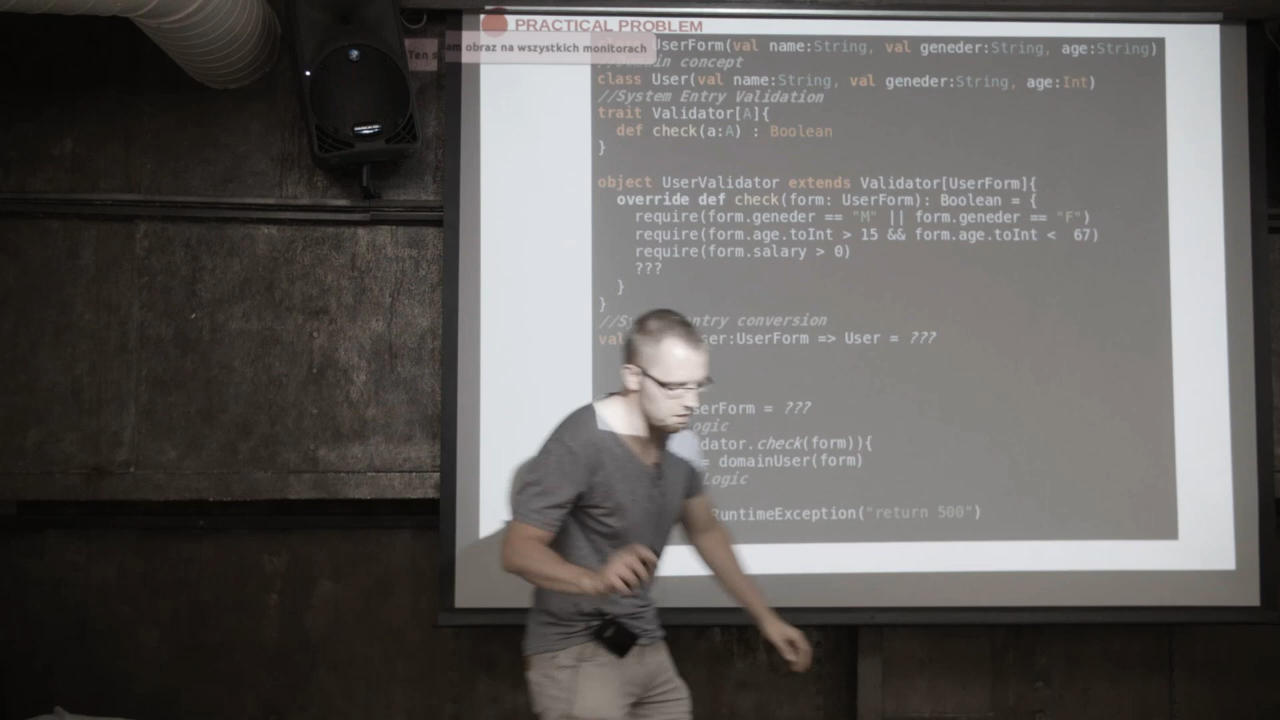 PRACTICAL PROBLEM
Ten s am obraz na wszystkich monitorach
UserForm(val name:String, val geneder:String, age:String)
concept
class User(val name:String, val geneder:String, age:Int)
//System Entry Validation
trait Validator[A]{
def check(a:A) : Boolean
}
object UserValidator extends Validator[UserForm]{
override def check(form: UserForm): Boolean = {
require(form.geneder == "M" || form.geneder == "F")
require(form.age.toInt > 15 && form.age.toInt < 67)
require(form.salary > 0)
???
}
}
//Sy ntry conversion
val ser:UserForm => User = ???
serForm = ???
ogic
dator.check(form)){
= domainUser(form)
Logic
RuntimeException("return 500")